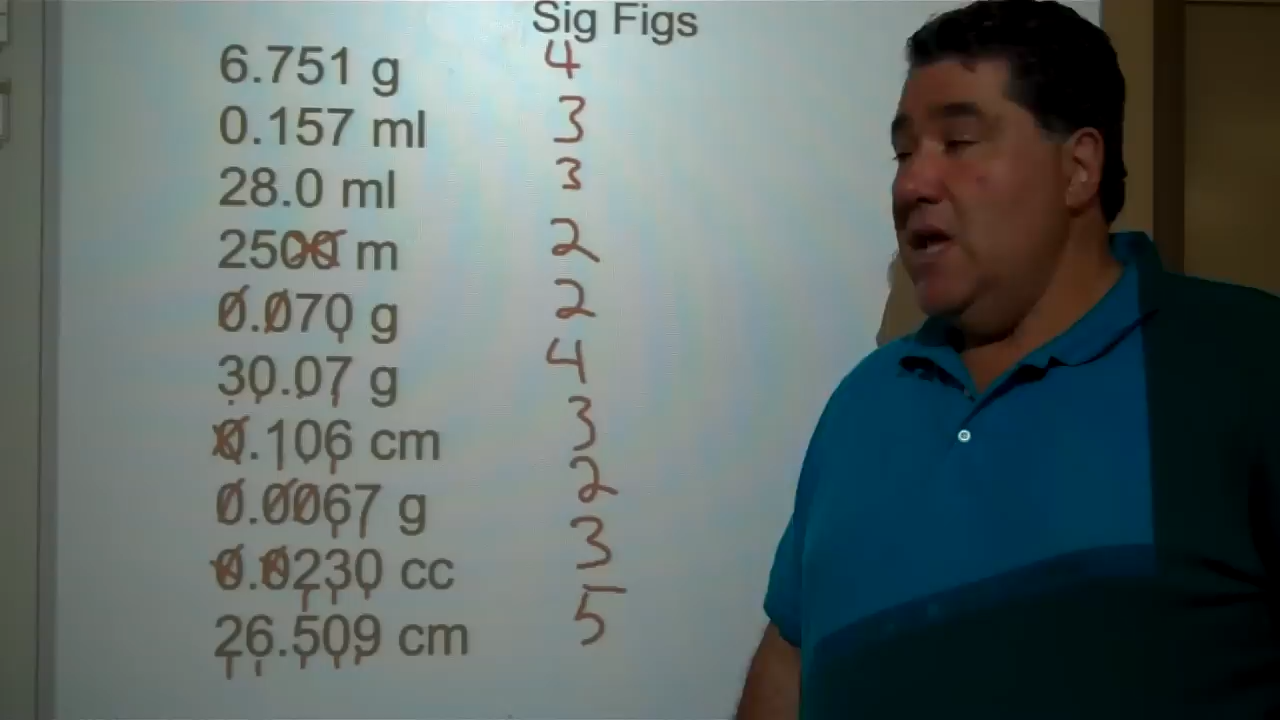 Sig Figs
6.751 g 4
0.157 ml 3
28.0 ml 3
2500 m 2
0.070 g 2
30.07 g 4
0.106 cm 3
0.0067 g 2
0.0230 cc 3
26.509 cm 5